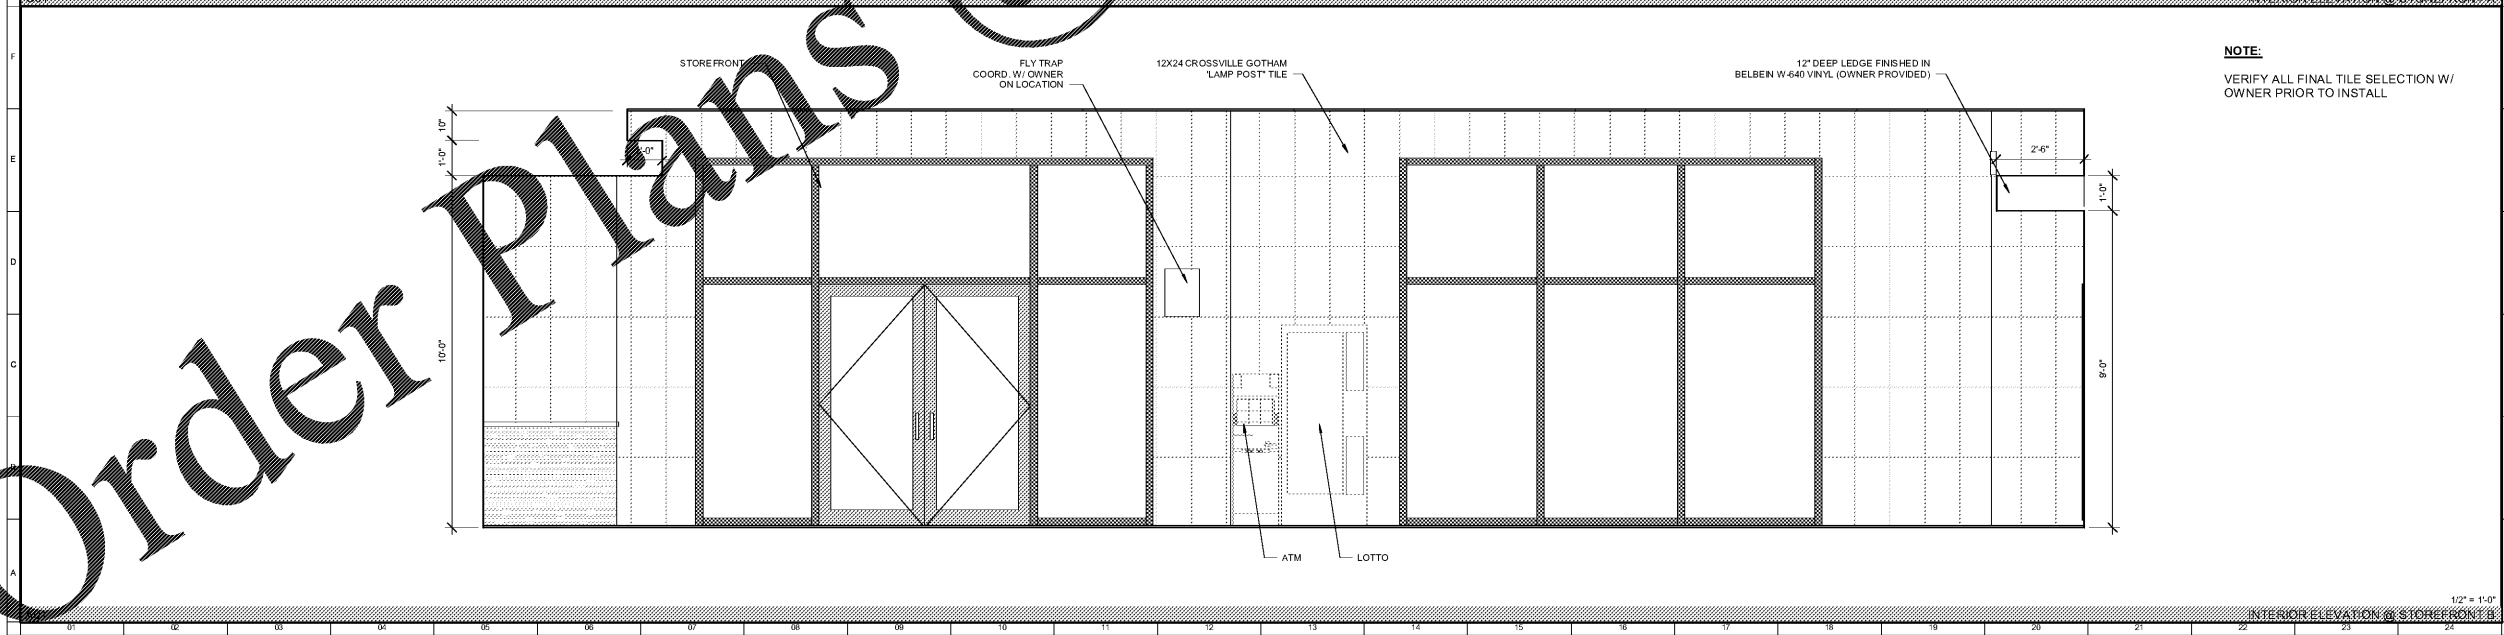 INTERIOR ELEVATION @ STOREFRONT A
Order Plans
STOREFRONT
FLY TRAP
COORD. W/ OWNER
ON LOCATION
12X24 CROSSVILLE GOTHAM
'LAMP POST" TILE
12" DEEP LEDGE FINISHED IN
BELBEIN W-640 VINYL (OWNER PROVIDED)
NOTE:
VERIFY ALL FINAL TILE SELECTION W/
OWNER PRIOR TO INSTALL
10"
1'-0"
10'-0"
2'-6"
1'-0"
9'-0"
ATM
LOTTO
1/2" = 1'-0"
INTERIOR ELEVATION @ STOREFRONT B
F
E
D
C
B
A
01 02 03 04 05 06 07 08 09 10 11 12 13 14 15 16 17 18 19 20 21 22 23 24